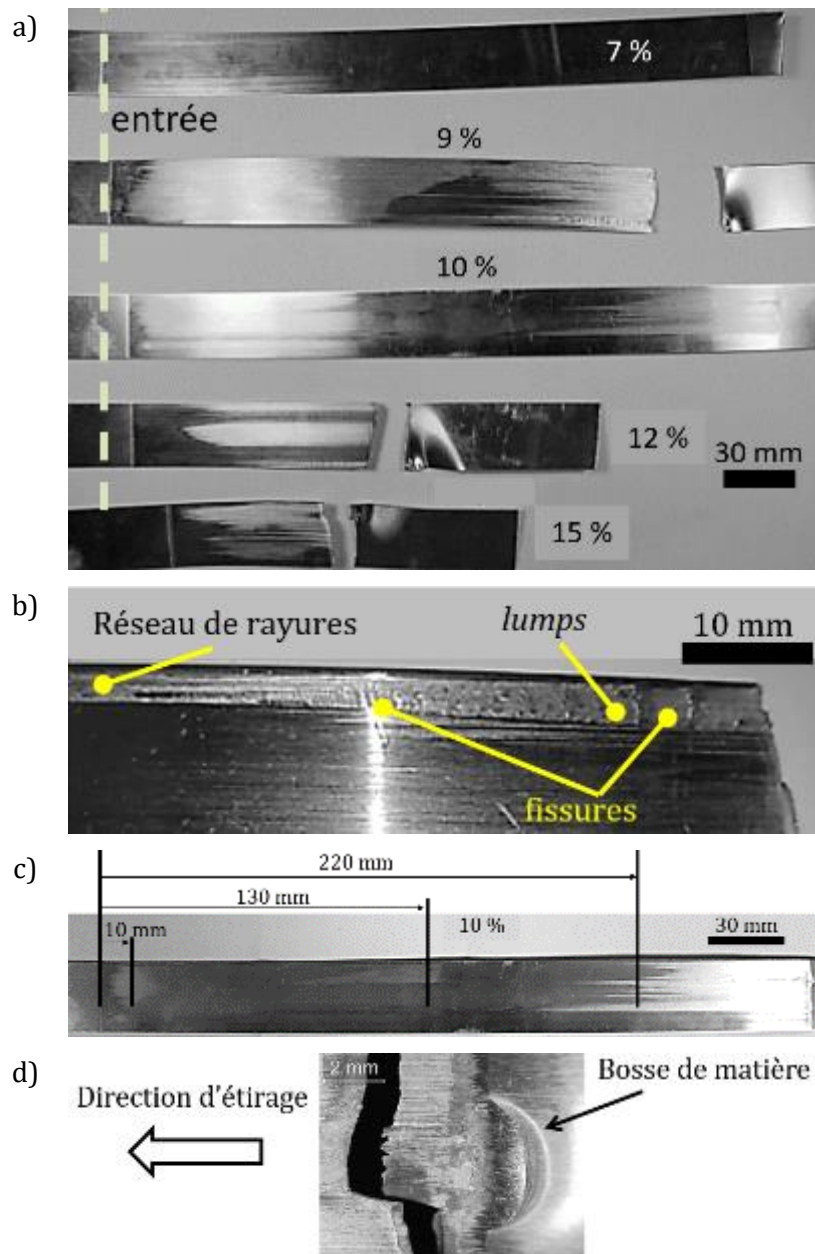 a)
7 %
entrée
9 %
10 %
12 %
30 mm
15 %
b)
Réseau de rayures
lumps
10 mm
fissures
c)
220 mm
130 mm
10 mm
10 %
30 mm
d)
Direction d'étirage
2 mm
Bosse de matière